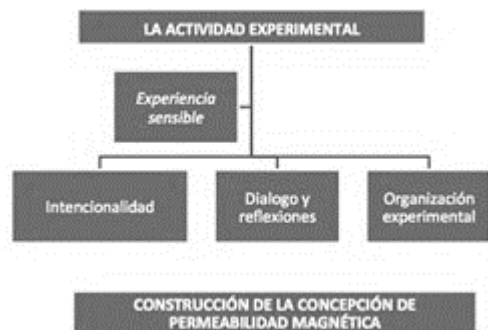 LA ACTIVIDAD EXPERIMENTAL
Experiencia
sensible
Intencionalidad
Dialogo y
reflexiones
Organización
experimental
CONSTRUCCIÓN DE LA CONCEPCIÓN DE
PERMEABILIDAD MAGNÉTICA